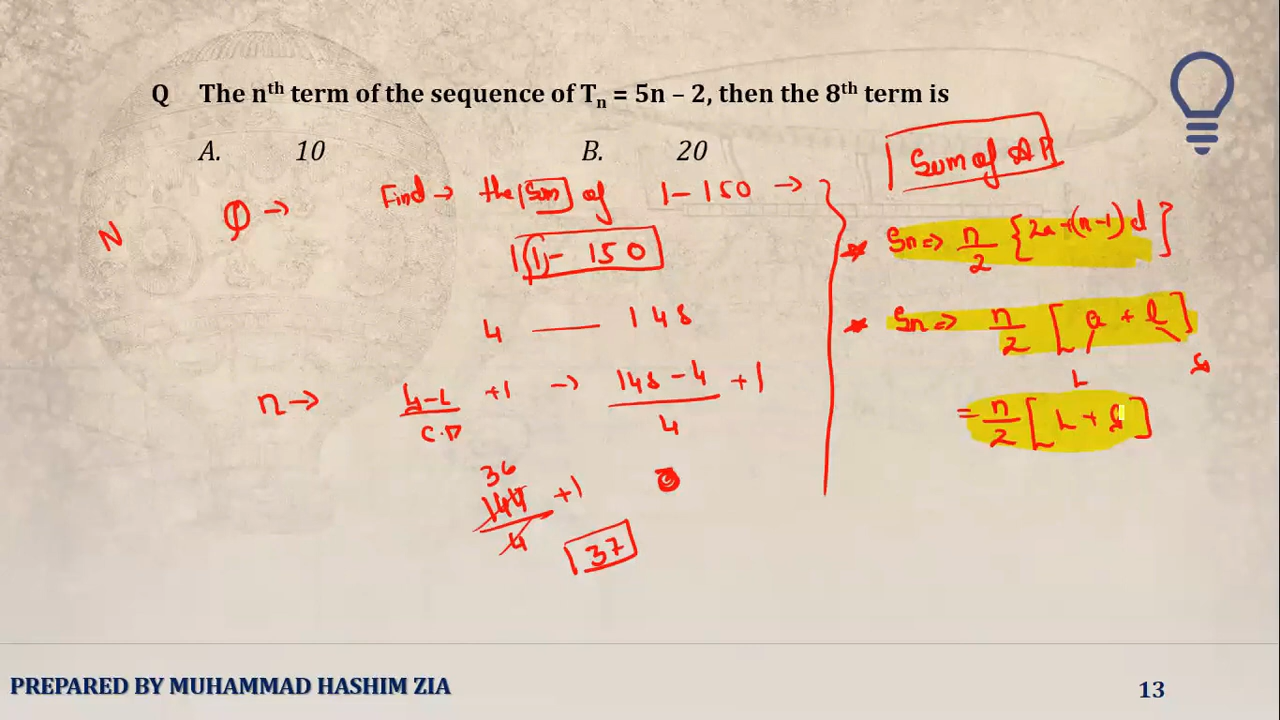 Q The nth term of the sequence of Tn = 5n – 2, then the 8th term is
A. 10 B. 20
Sum of AP
Q → Find → the Sum of 1 – 150 →
N
1 – 150
Sn ⇒ n/2 {2a + (n – 1) d]
4 —— 148
Sn ⇒ n/2 [a + l]
L S
n → G – L / C.D +1 → 148 – 4 / 4 + 1
= n/2 [L + G]
36
144 / 4 + 1
37
PREPARED BY MUHAMMAD HASHIM ZIA
13